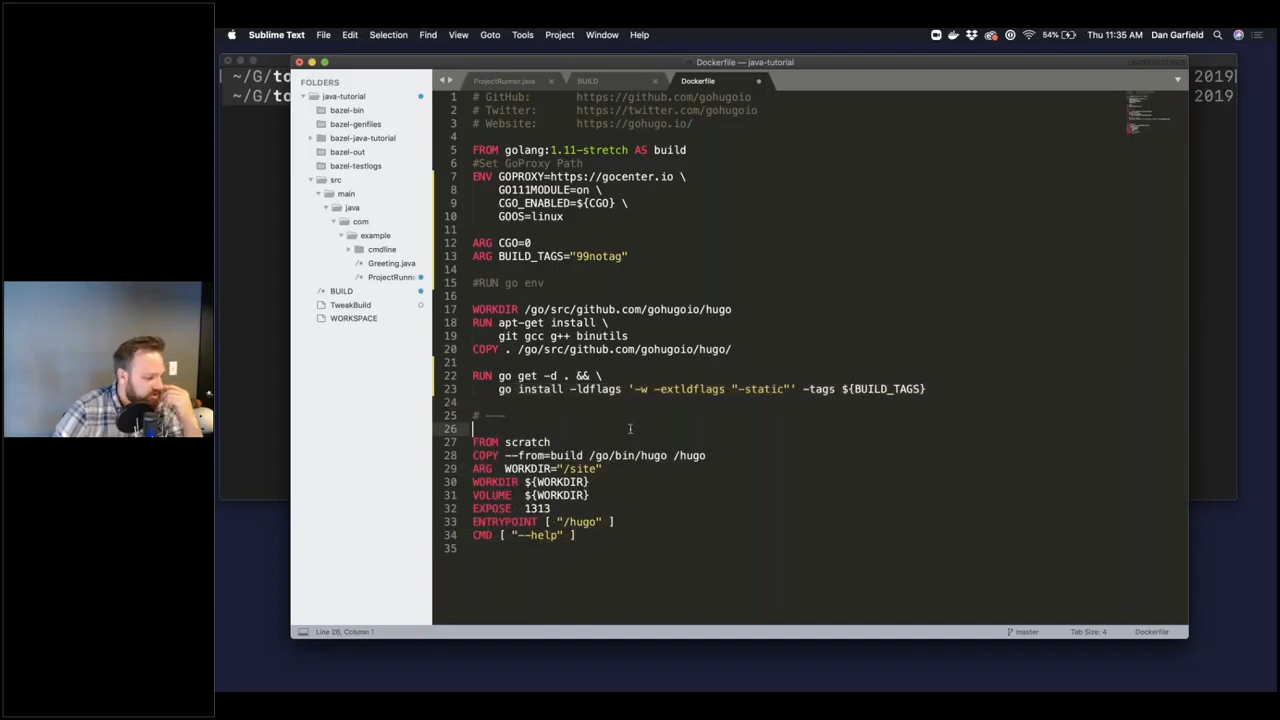 Sublime Text File Edit Selection Find View Goto Tools Project Window Help 54% Thu 11:35 AM Dan Garfield
Dockerfile — java-tutorial
~/G/to
~/G/to
2019
2019
FOLDERS
java-tutorial
bazel-bin
bazel-genfiles
bazel-java-tutorial
bazel-out
bazel-testlogs
src
main
java
com
example
cmdline
/* Greeting.java
/* ProjectRunne
/* BUILD
TweakBuild
WORKSPACE
ProjectRunner.java × BUILD × Dockerfile
1 # GitHub: https://github.com/gohugoio
2 # Twitter: https://twitter.com/gohugoio
3 # Website: https://gohugo.io/
4
5 FROM golang:1.11-stretch AS build
6 #Set GoProxy Path
7 ENV GOPROXY=https://gocenter.io \
8 GO111MODULE=on \
9 CGO_ENABLED=${CGO} \
10 GOOS=linux
11
12 ARG CGO=0
13 ARG BUILD_TAGS="99notag"
14
15 #RUN go env
16
17 WORKDIR /go/src/github.com/gohugoio/hugo
18 RUN apt-get install \
19 git gcc g++ binutils
20 COPY . /go/src/github.com/gohugoio/hugo/
21
22 RUN go get -d . && \
23 go install -ldflags '-w -extldflags "-static"' -tags ${BUILD_TAGS}
24
25 # ---
26
27 FROM scratch
28 COPY --from=build /go/bin/hugo /hugo
29 ARG WORKDIR="/site"
30 WORKDIR ${WORKDIR}
31 VOLUME ${WORKDIR}
32 EXPOSE 1313
33 ENTRYPOINT [ "/hugo" ]
34 CMD [ "--help" ]
35
Line 26, Column 1 master Tab Size: 4 Dockerfile